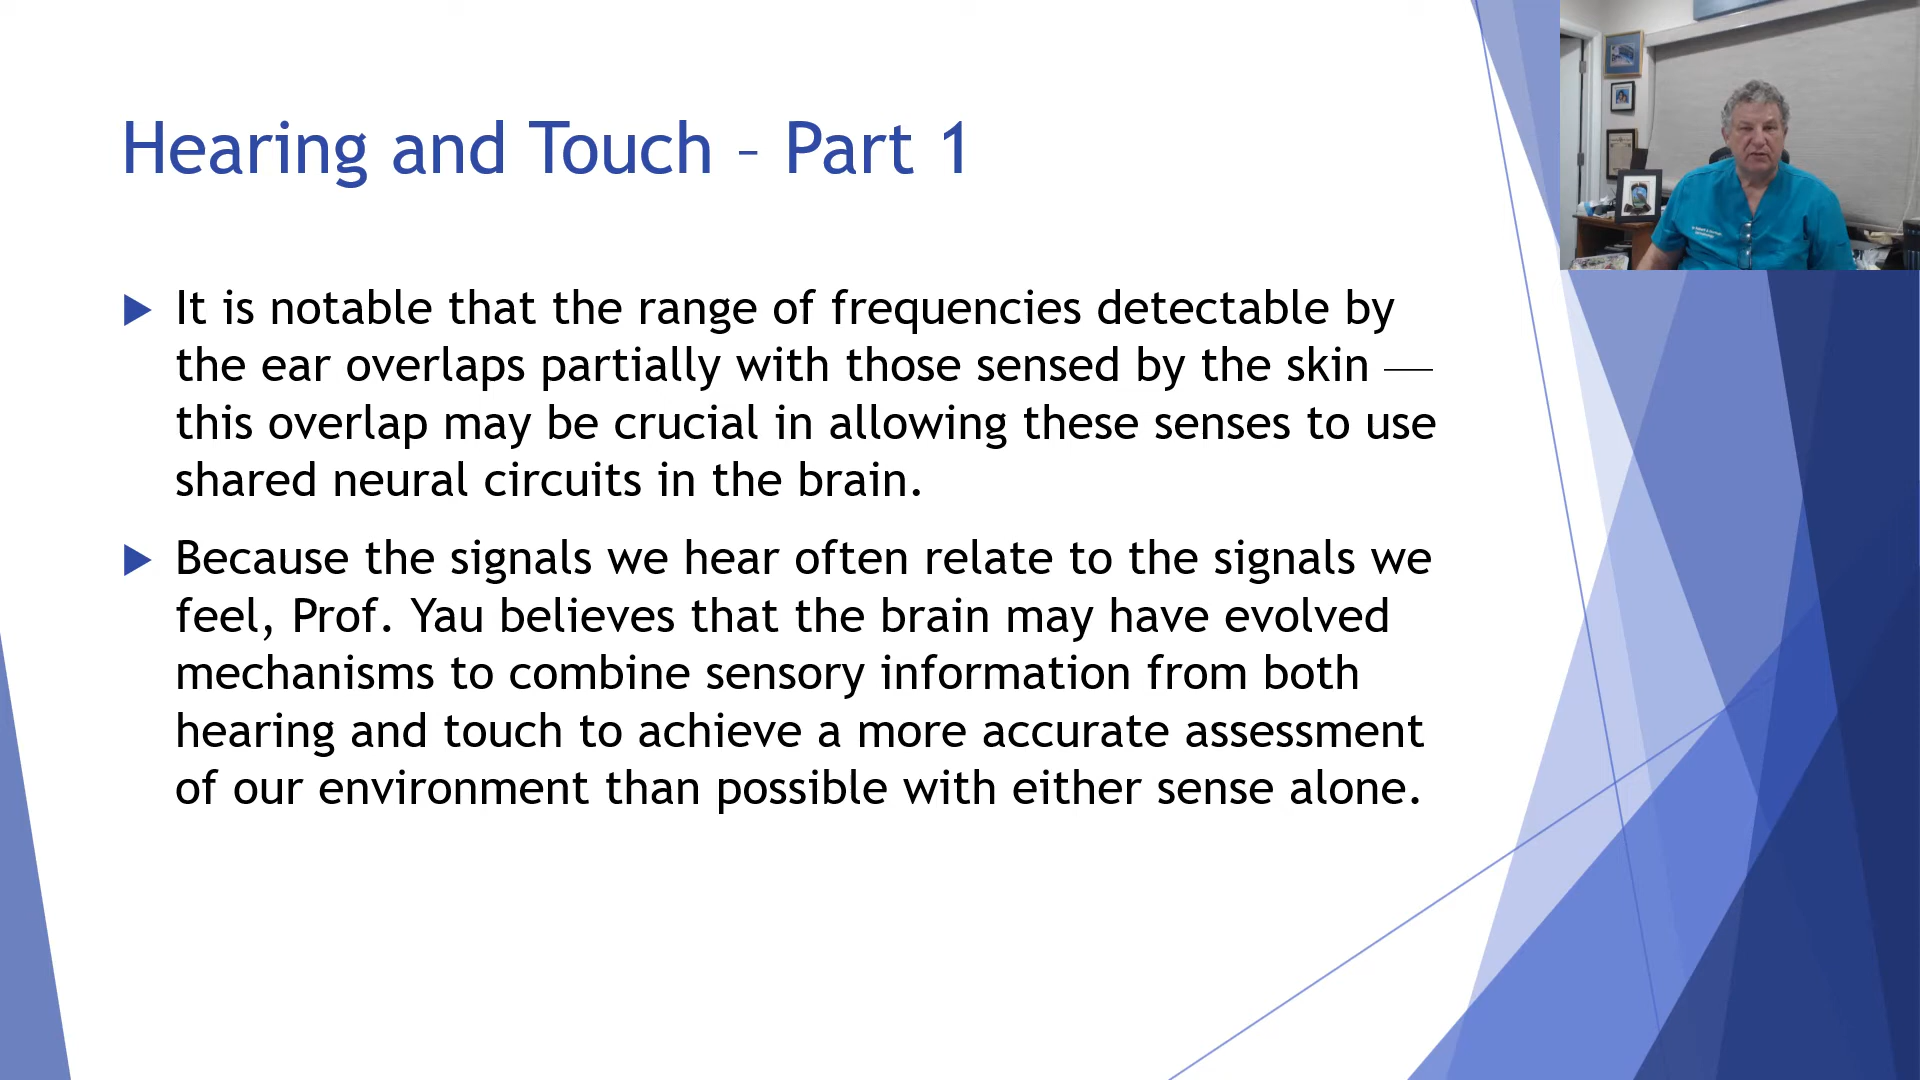 Hearing and Touch – Part 1
It is notable that the range of frequencies detectable by
the ear overlaps partially with those sensed by the skin —
this overlap may be crucial in allowing these senses to use
shared neural circuits in the brain.
Because the signals we hear often relate to the signals we
feel, Prof. Yau believes that the brain may have evolved
mechanisms to combine sensory information from both
hearing and touch to achieve a more accurate assessment
of our environment than possible with either sense alone.